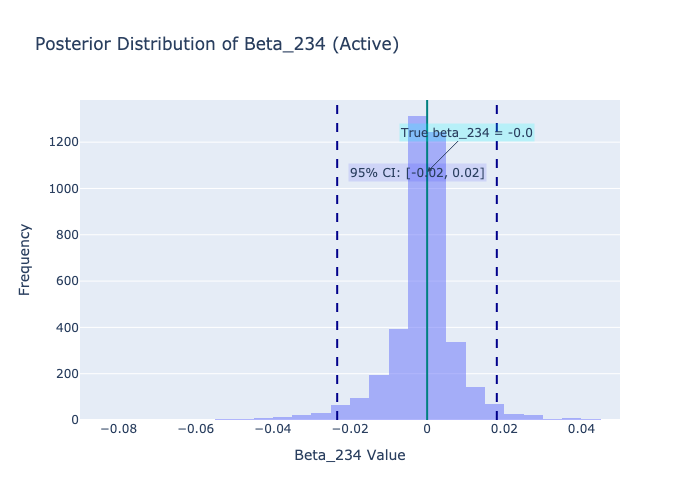 Posterior Distribution of Beta_234 (Active)
True beta_234 = -0.0
95% CI: [-0.02, 0.02]
Frequency
1200
1000
800
600
400
200
0
−0.08
−0.06
−0.04
−0.02
0
0.02
0.04
Beta_234 Value